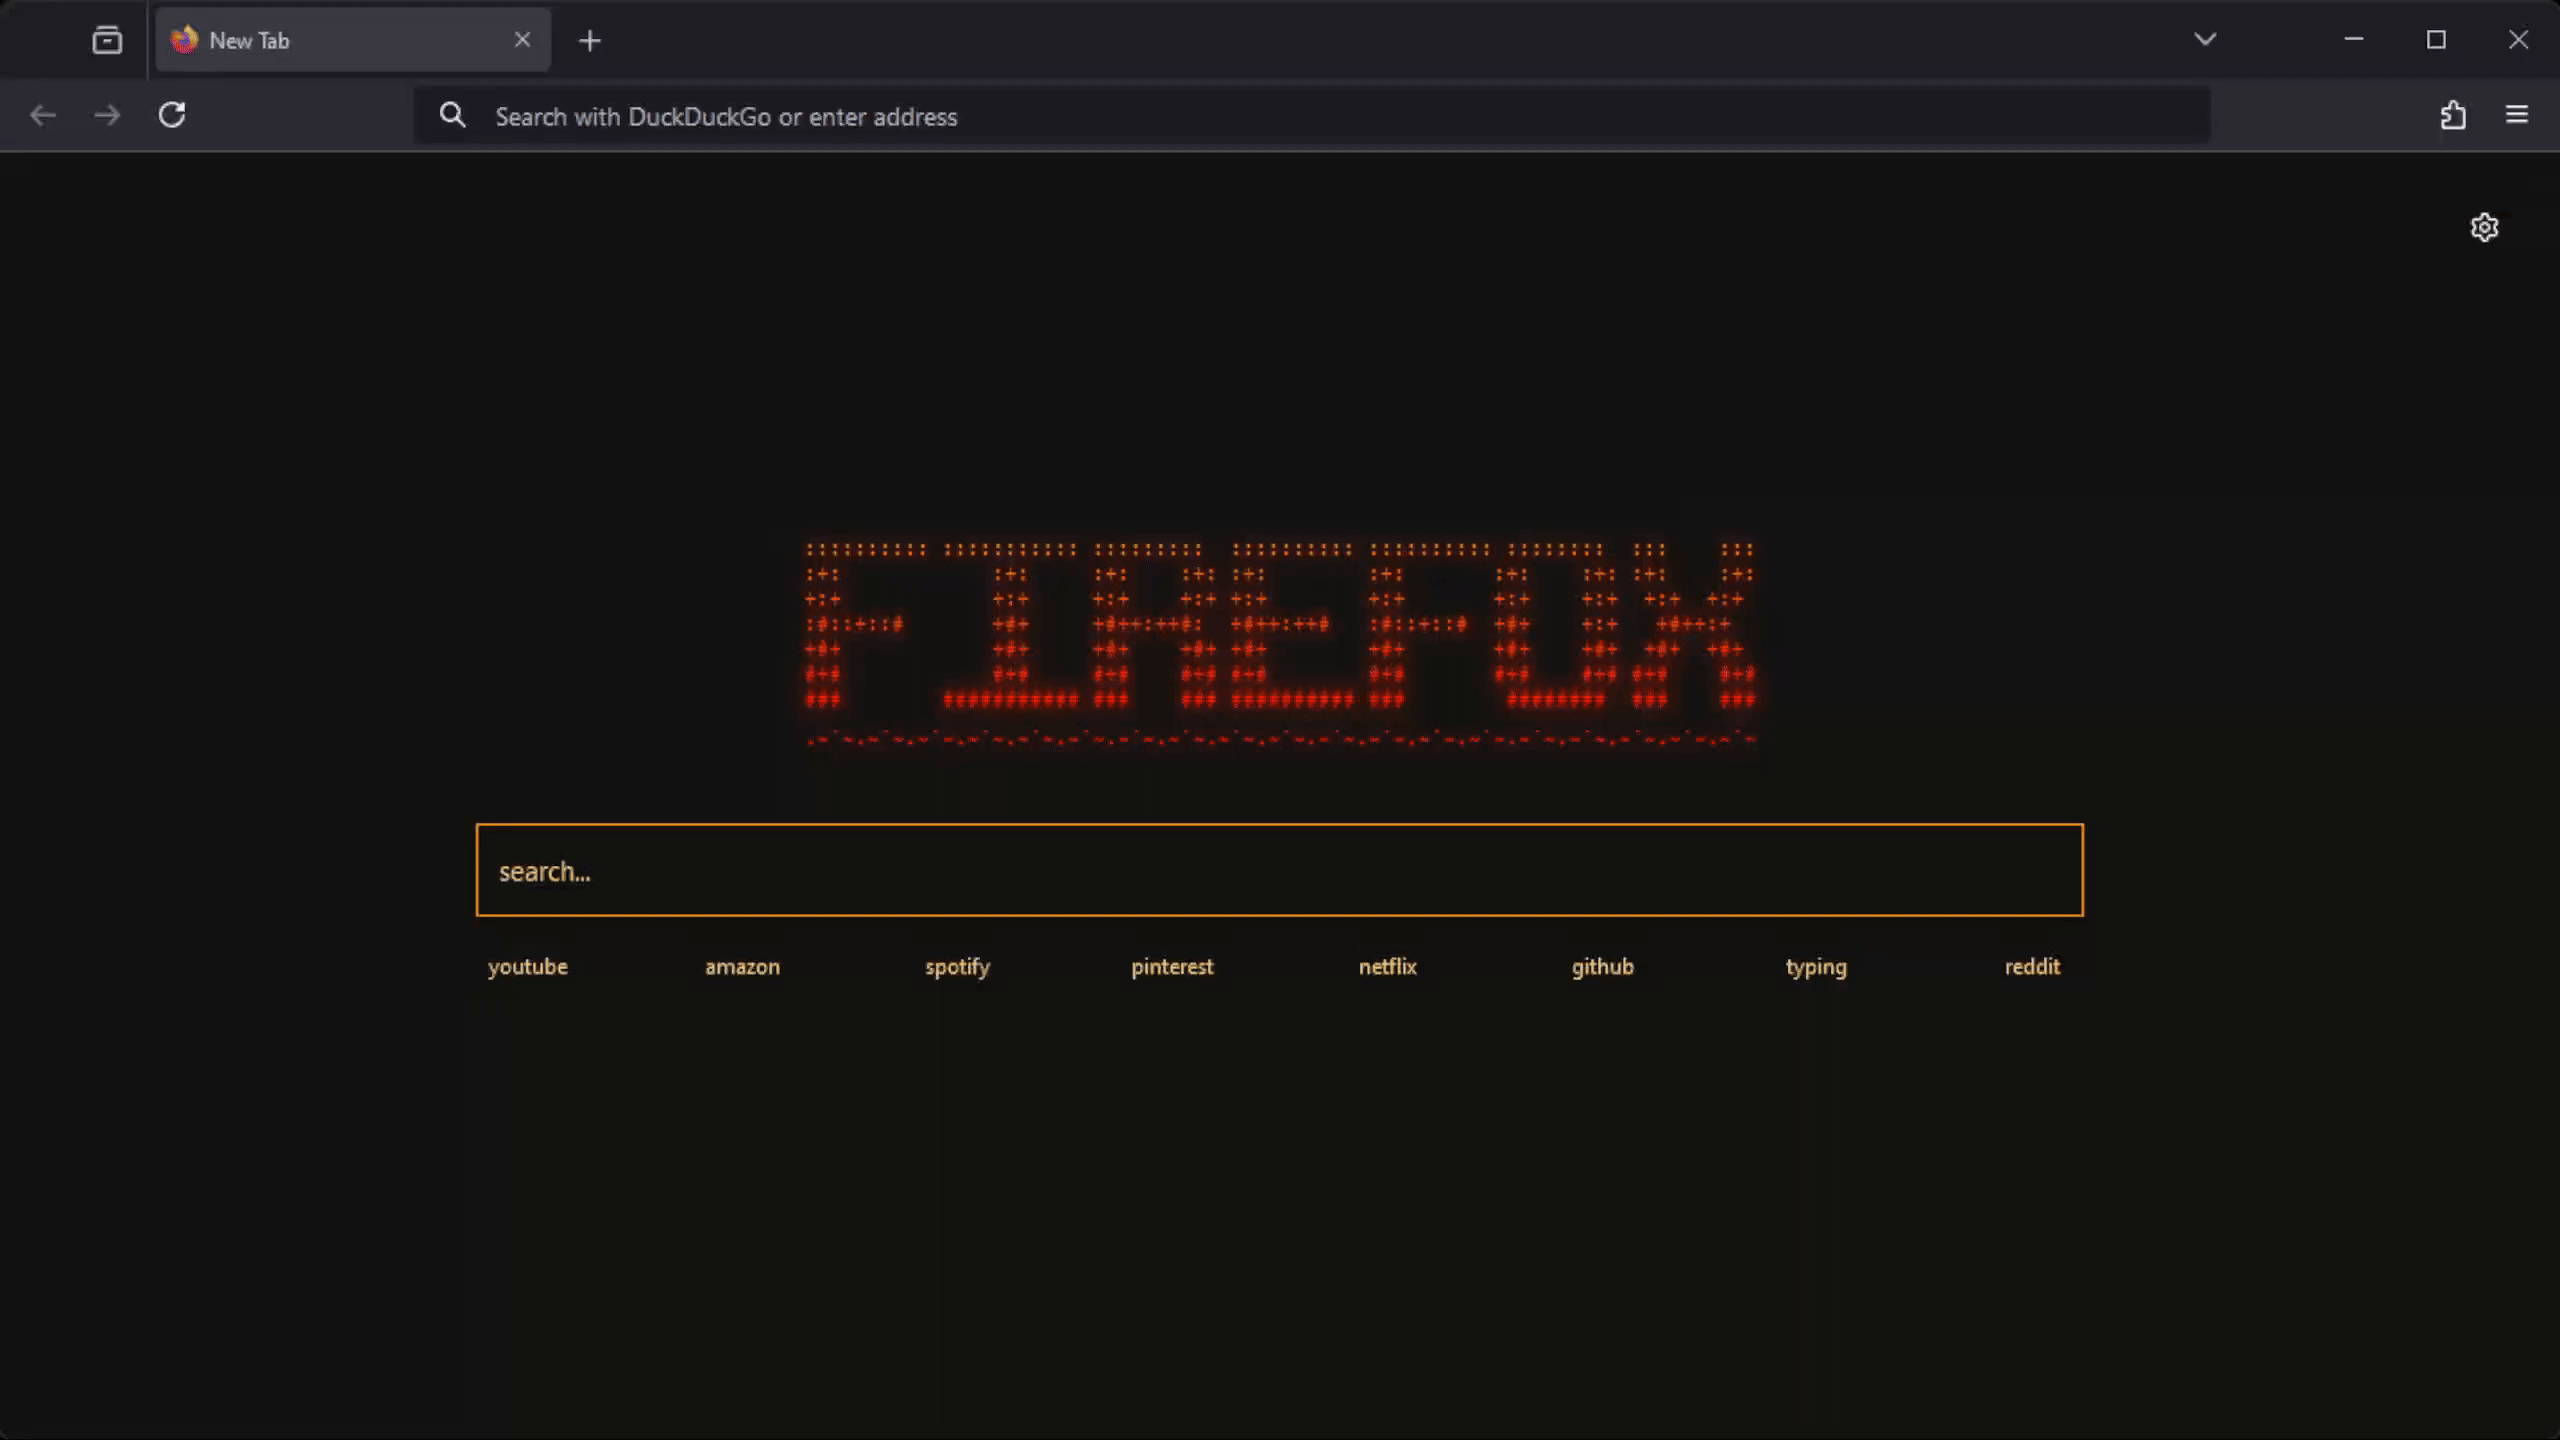 New Tab
Search with DuckDuckGo or enter address
FIREFOX
search...
youtube amazon spotify pinterest netflix github typing reddit